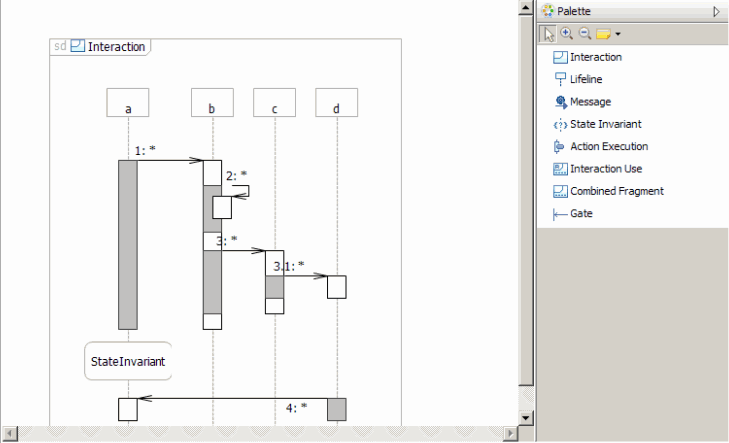 Palette
sd Interaction
Interaction
Lifeline
Message
State Invariant
Action Execution
Interaction Use
Combined Fragment
Gate
a b c d
1: *
2: *
3: *
3.1: *
StateInvariant
4: *